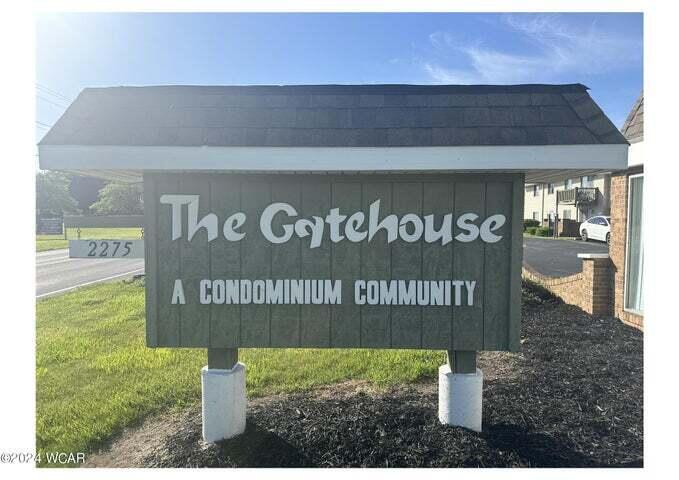 The Gatehouse
2275
A CONDOMINIUM COMMUNITY
©2024 WCAR